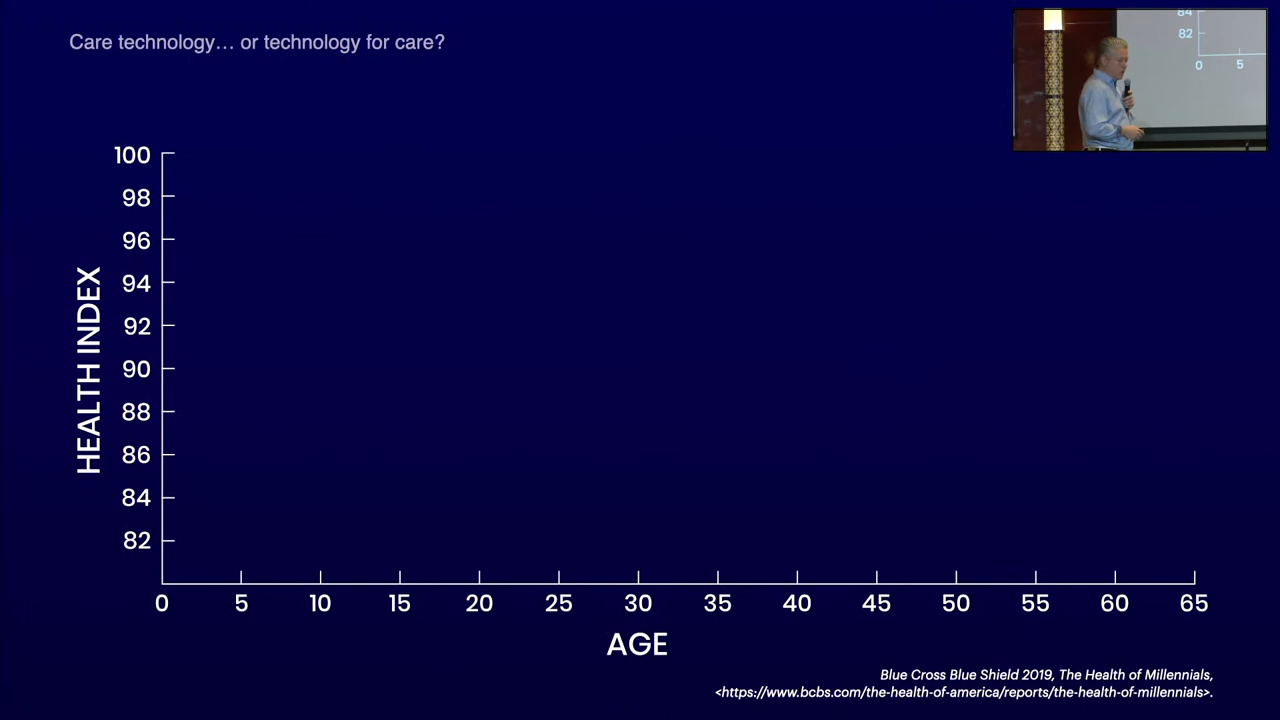 Care technology... or technology for care?
84
82
0 5
100
98
96
94
92
90
88
86
84
82
HEALTH INDEX
0 5 10 15 20 25 30 35 40 45 50 55 60 65
AGE
Blue Cross Blue Shield 2019, The Health of Millennials,
<https://www.bcbs.com/the-health-of-america/reports/the-health-of-millennials>.